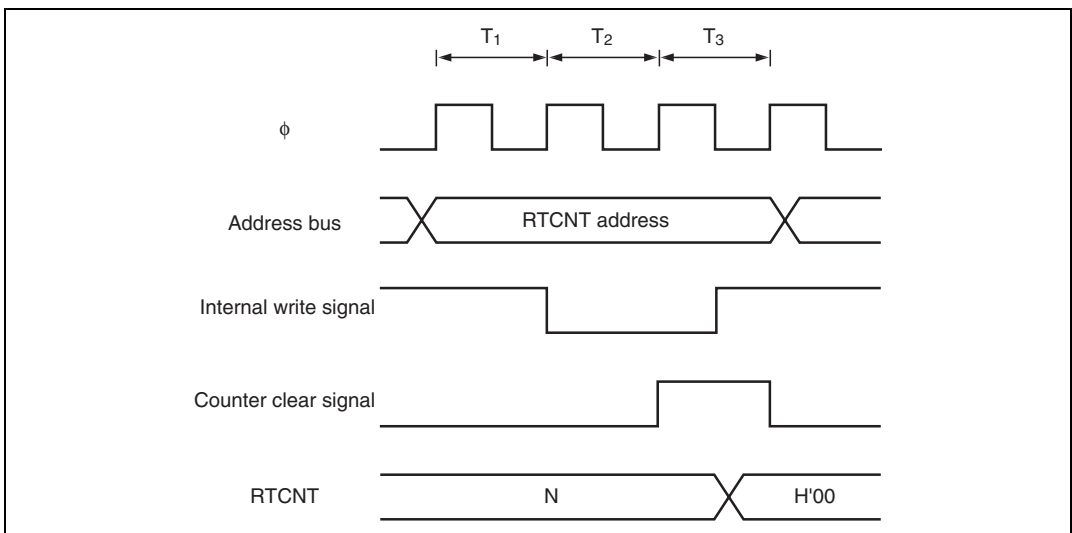 T1 T2 T3
ϕ
Address bus RTCNT address
Internal write signal
Counter clear signal
RTCNT N H'00